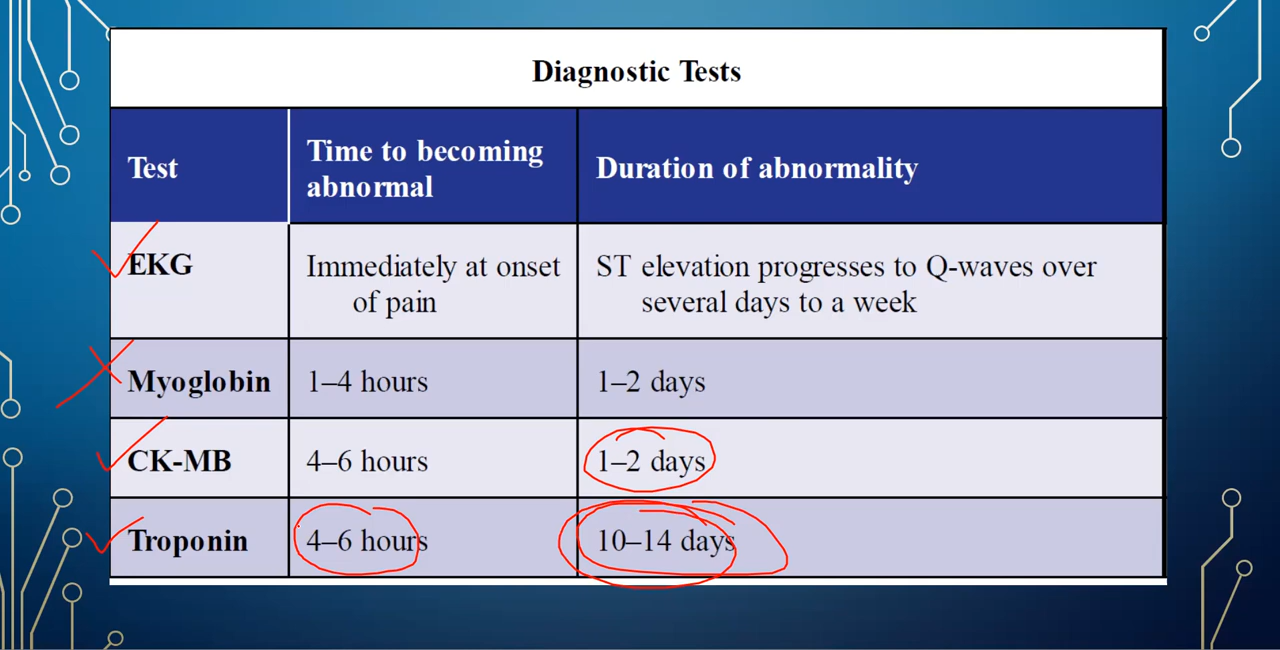 Diagnostic Tests
Test
Time to becoming
abnormal
Duration of abnormality
EKG
Immediately at onset
of pain
ST elevation progresses to Q-waves over
several days to a week
Myoglobin
1–4 hours
1–2 days
CK-MB
4–6 hours
1–2 days
Troponin
4–6 hours
10–14 days